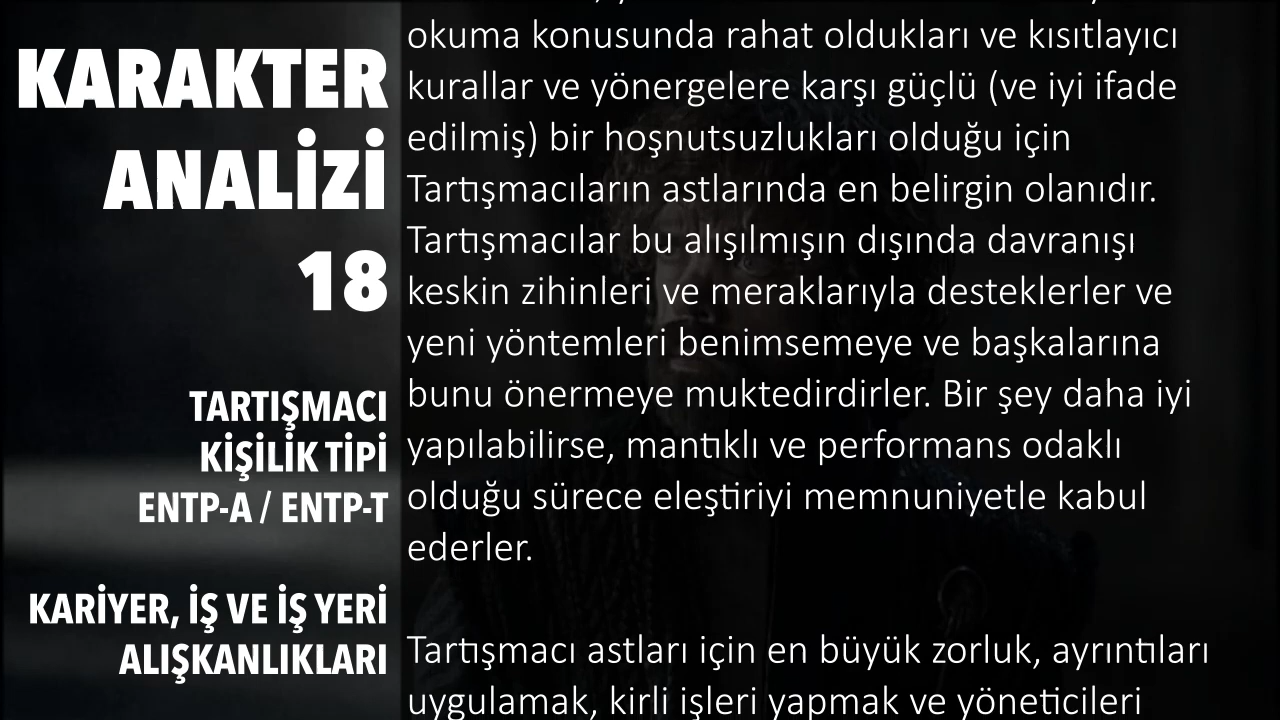 KARAKTER
ANALİZİ
18
TARTIŞMACI
KİŞİLİK TİPİ
ENTP-A / ENTP-T
KARİYER, İŞ VE İŞ YERİ
ALIŞKANLIKLARI
okuma konusunda rahat oldukları ve kısıtlayıcı
kurallar ve yönergelere karşı güçlü (ve iyi ifade
edilmiş) bir hoşnutsuzlukları olduğu için
Tartışmacıların astlarında en belirgin olanıdır.
Tartışmacılar bu alışılmışın dışında davranışı
keskin zihinleri ve meraklarıyla desteklerler ve
yeni yöntemleri benimsemeye ve başkalarına
bunu önermeye muktedirdirler. Bir şey daha iyi
yapılabilirse, mantıklı ve performans odaklı
olduğu sürece eleştiriyi memnuniyetle kabul
ederler.
Tartışmacı astları için en büyük zorluk, ayrıntıları
uygulamak, kirli işleri yapmak ve yöneticileri